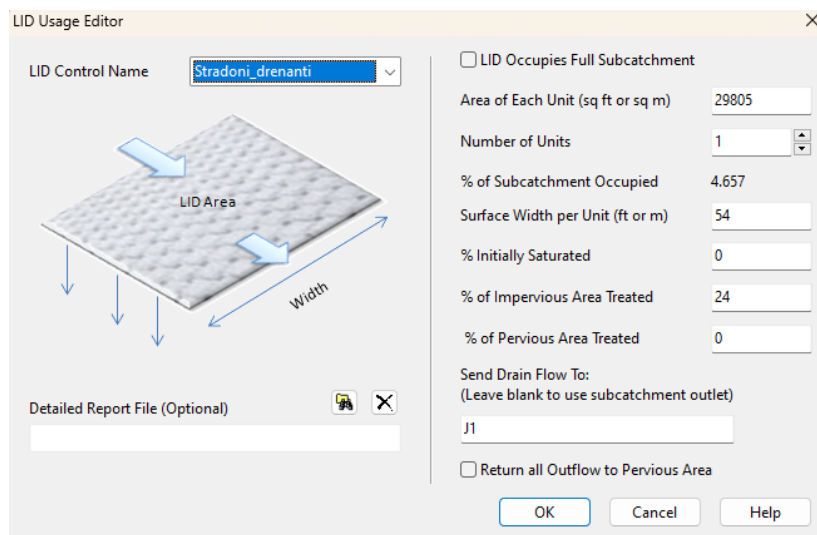 LID Usage Editor
LID Control Name
Stradoni_drenanti
LID Area
Width
Detailed Report File (Optional)
LID Occupies Full Subcatchment
Area of Each Unit (sq ft or sq m) 29805
Number of Units 1
% of Subcatchment Occupied 4.657
Surface Width per Unit (ft or m) 54
% Initially Saturated 0
% of Impervious Area Treated 24
% of Pervious Area Treated 0
Send Drain Flow To:
(Leave blank to use subcatchment outlet)
J1
Return all Outflow to Pervious Area
OK Cancel Help